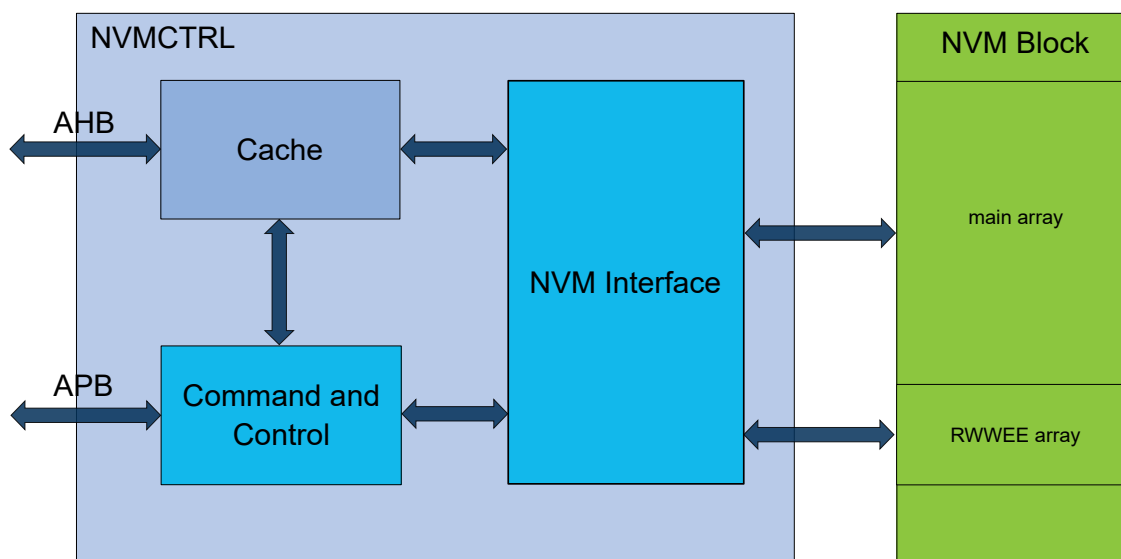 NVMCTRL
NVM Block
AHB
Cache
main array
NVM Interface
APB
Command and
Control
RWWEE array